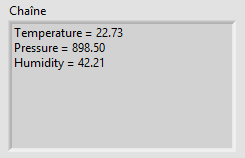 Chaîne
Temperature = 22.73
Pressure = 898.50
Humidity = 42.21